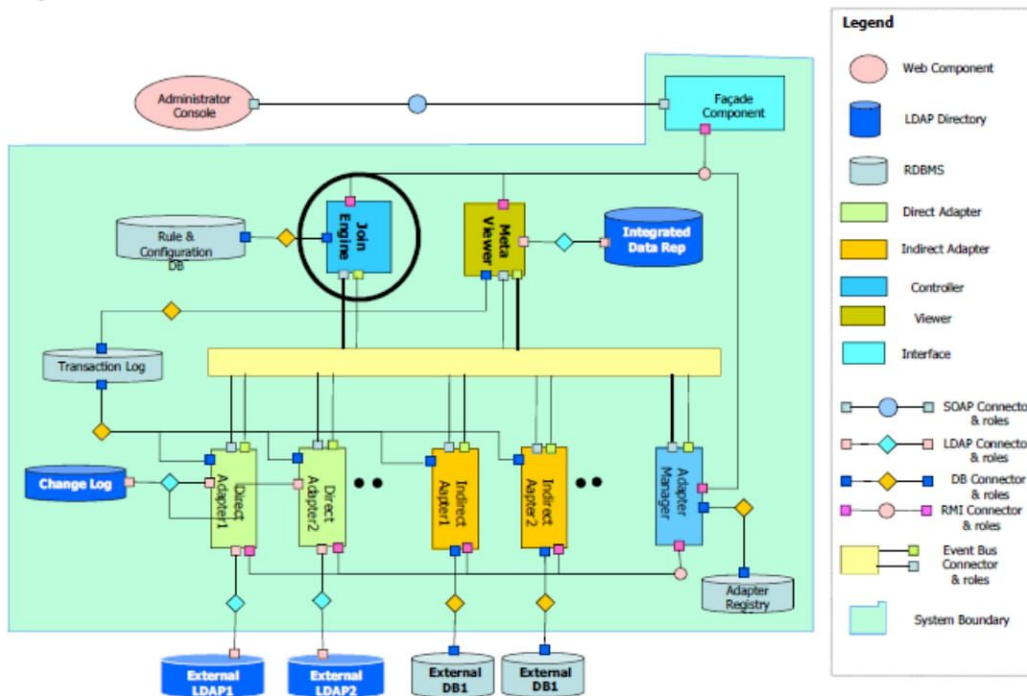 Legend
Web Component
LDAP Directory
RDBMS
Direct Adapter
Indirect Adapter
Controller
Viewer
Interface
SOAP Connector
& roles
LDAP Connector
& roles
DB Connector
& roles
RMI Connector
& roles
Event Bus
Connector
& roles
System Boundary
Administrator
Console
Façade
Component
Rule &
Configuration
DB
Join
Engine
Meta
Viewer
Integrated
Data Rep
Transaction Log
Change Log
Direct
Adapter1
Direct
Adapter2
Indirect
Aapter1
Indirect
Aapter2
Adapter
Manager
Adapter
Registry
External
LDAP1
External
LDAP2
External
DB1
External
DB1